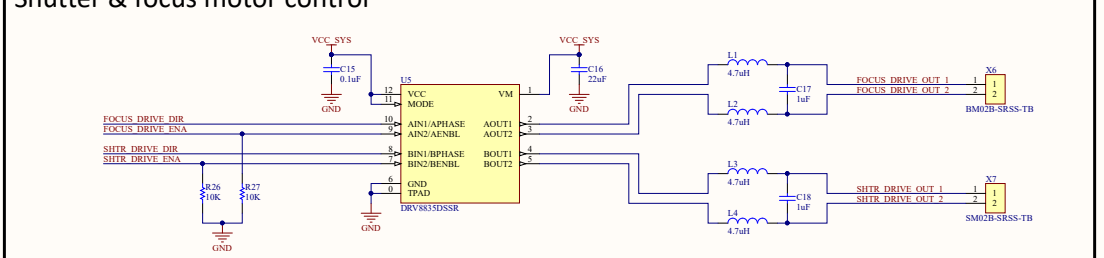 Shutter & focus motor control
VCC_SYS
VCC_SYS
C15
0.1uF
GND
C16
22uF
GND
U5
12
VCC
VM
1
11
MODE
FOCUS_DRIVE_DIR
10
AIN1/APHASE
AOUT1
2
FOCUS_DRIVE_ENA
9
AIN2/AENBL
AOUT2
3
SHTR_DRIVE_DIR
8
BIN1/BPHASE
BOUT1
4
SHTR_DRIVE_ENA
7
BIN2/BENBL
BOUT2
5
6
GND
0
TPAD
DRV8835DSSR
GND
R26
10K
R27
10K
GND
L1
4.7uH
L2
4.7uH
C17
1uF
FOCUS_DRIVE_OUT_1
1
FOCUS_DRIVE_OUT_2
2
X6
1
2
BM02B-SRSS-TB
L3
4.7uH
L4
4.7uH
C18
1uF
SHTR_DRIVE_OUT_1
1
SHTR_DRIVE_OUT_2
2
X7
1
2
SM02B-SRSS-TB